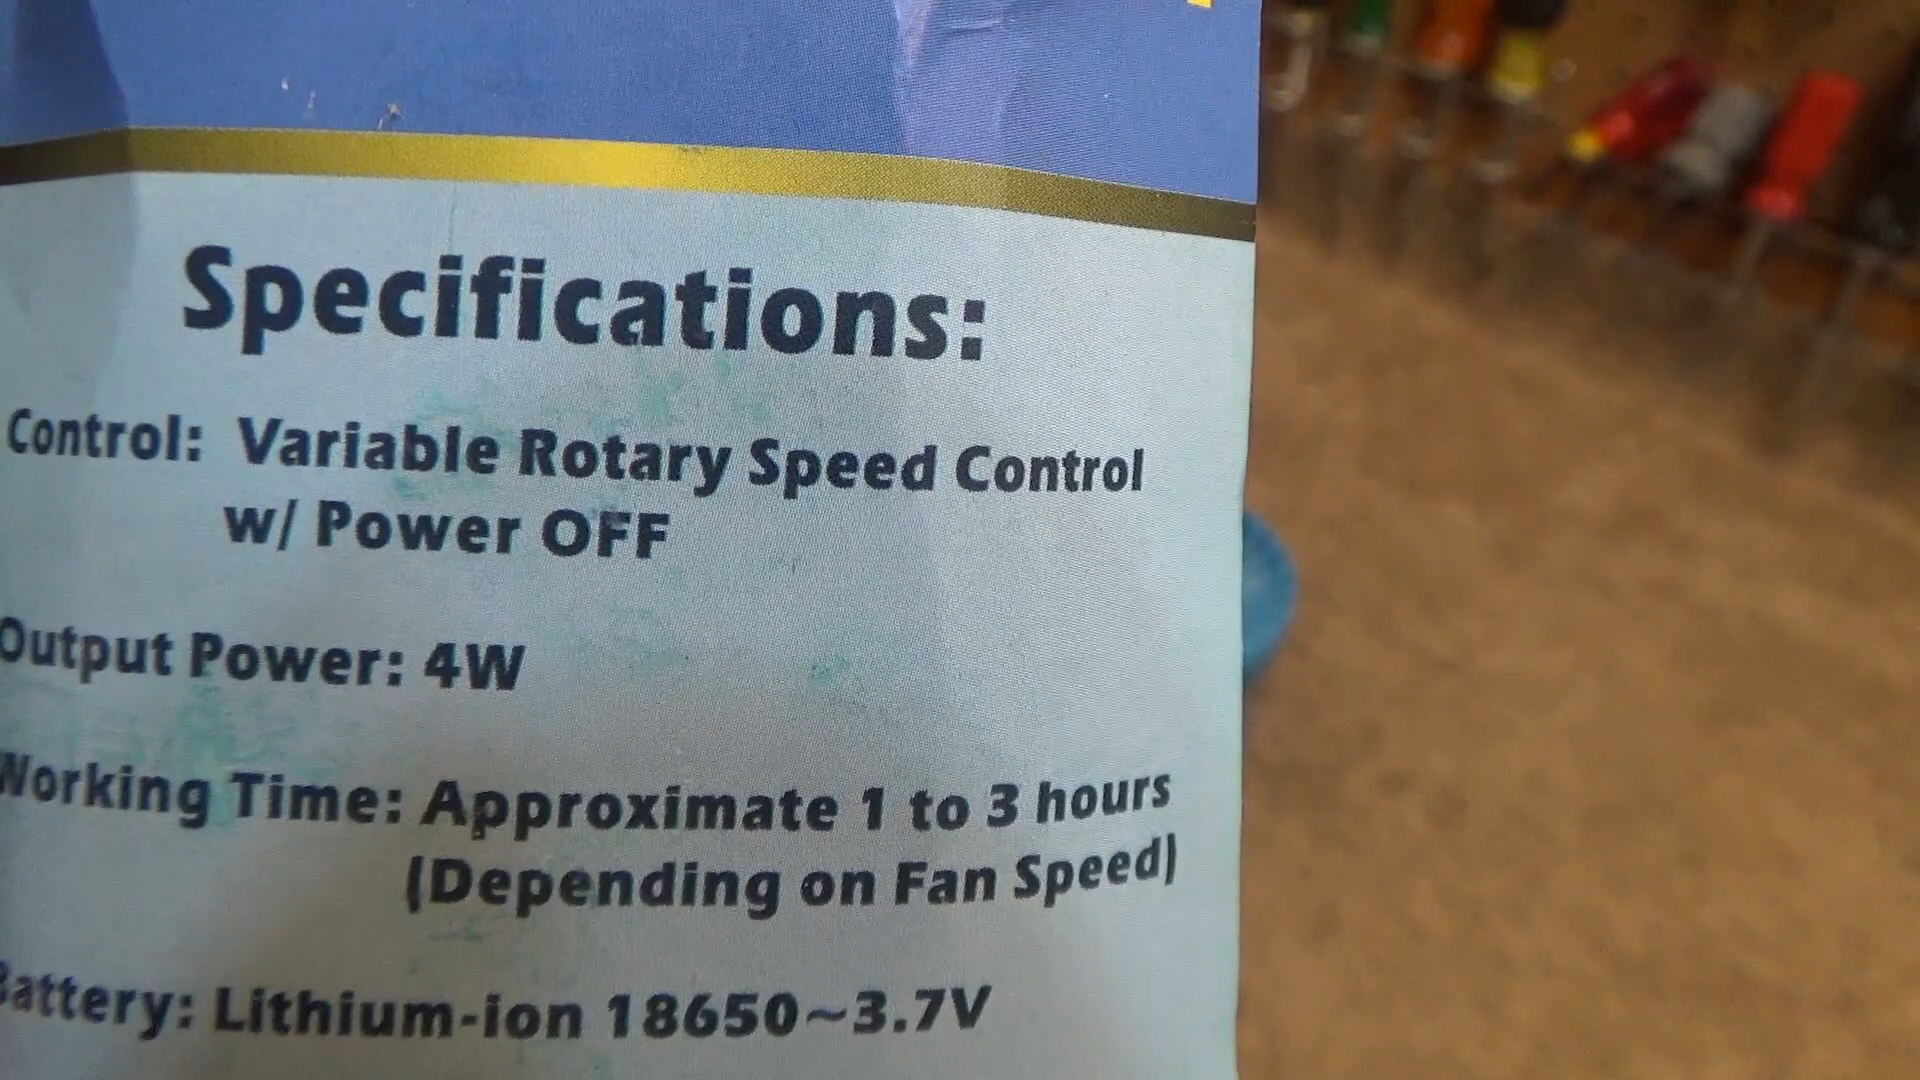 Specifications:
Control: Variable Rotary Speed Control
w/ Power OFF
Output Power: 4W
Working Time: Approximate 1 to 3 hours
(Depending on Fan Speed)
Battery: Lithium-ion 18650~3.7V